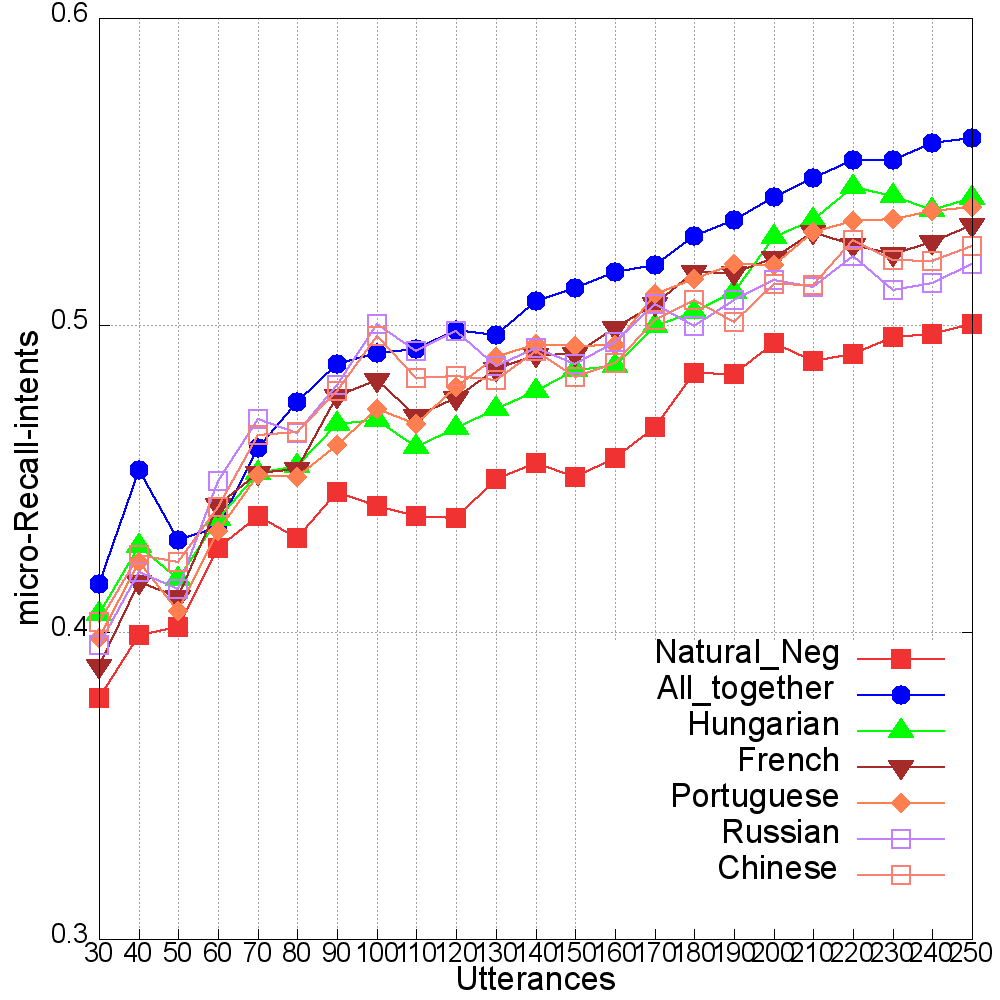 0.6
0.5
0.4
0.3
micro-Recall-intents
Natural_Neg
All_together
Hungarian
French
Portuguese
Russian
Chinese
30 40 50 60 70 80 90 100 110 120 130 140 150 160 170 180 190 200 210 220 230 240 250
Utterances